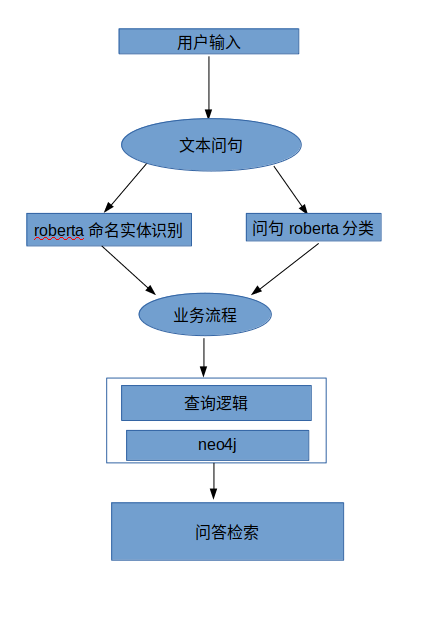 用户输入
文本问句
roberta 命名实体识别
问句 roberta 分类
业务流程
查询逻辑
neo4j
问答检索